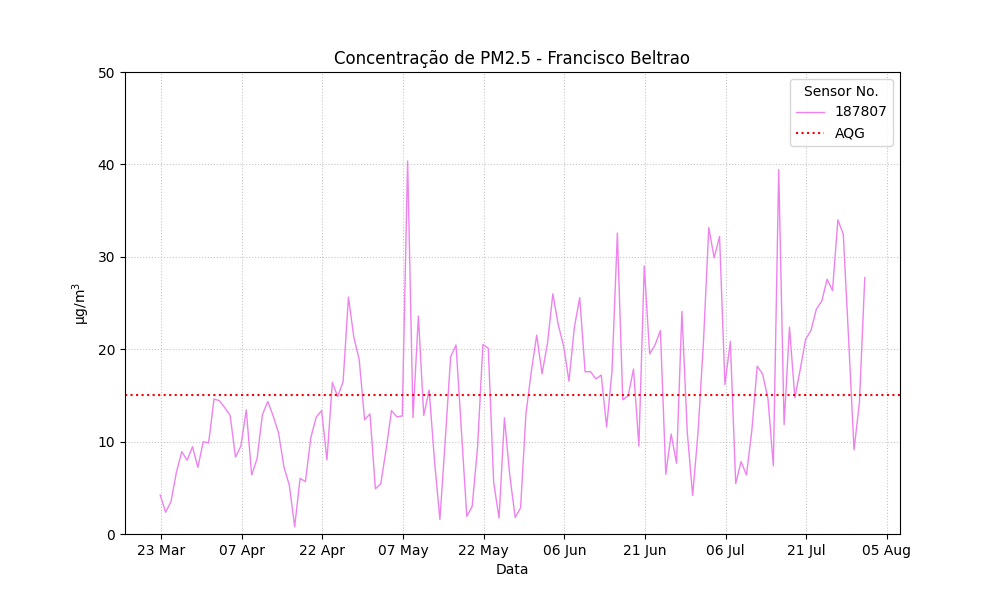 Concentração de PM2.5 - Francisco Beltrao
Sensor No.
187807
AQG
50
40
30
20
10
0
µg/m³
23 Mar 07 Apr 22 Apr 07 May 22 May 06 Jun 21 Jun 06 Jul 21 Jul 05 Aug
Data